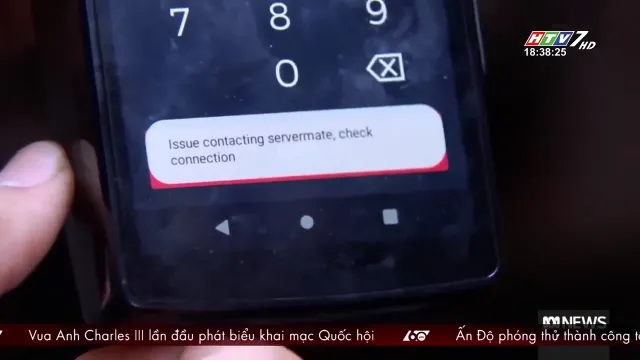 7 8 9
0
HTV7 HD
18:38:25
Issue contacting servermate, check
connection
NEWS
Vua Anh Charles III lần đầu phát biểu khai mạc Quốc hội
60
Ấn Độ phóng thử thành công t